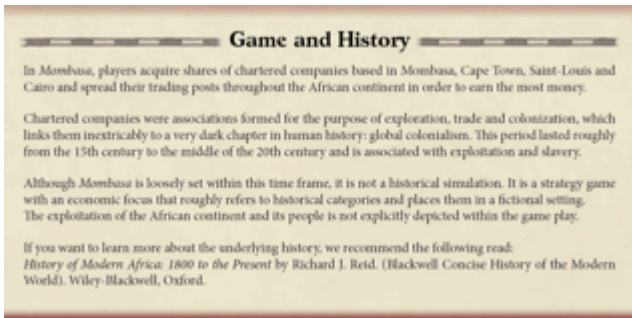 Game and History
In Mombasa, players acquire shares of chartered companies based in Mombasa, Cape Town, Saint-Louis and
Cairo and spread their trading posts throughout the African continent in order to earn the most money.
Chartered companies were associations formed for the purpose of exploration, trade and colonization, which
links them inextricably to a very dark chapter in human history: global colonialism. This period lasted roughly
from the 15th century to the middle of the 20th century and is associated with exploitation and slavery.
Although Mombasa is loosely set within this time frame, it is not a historical simulation. It is a strategy game
with an economic focus that roughly refers to historical categories and places them in a fictional setting.
The exploitation of the African continent and its people is not explicitly depicted within the game play.
If you want to learn more about the underlying history, we recommend the following read:
History of Modern Africa: 1800 to the Present by Richard J. Reid. (Blackwell Concise History of the Modern
World). Wiley-Blackwell, Oxford.